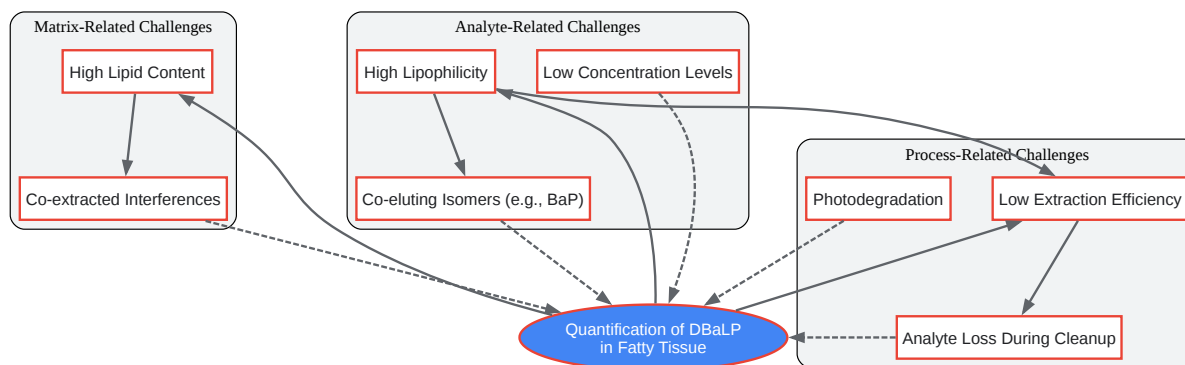 Matrix-Related Challenges
High Lipid Content
Co-extracted Interferences
Analyte-Related Challenges
High Lipophilicity
Low Concentration Levels
Co-eluting Isomers (e.g., BaP)
Process-Related Challenges
Photodegradation
Low Extraction Efficiency
Analyte Loss During Cleanup
Quantification of DBaLP
in Fatty Tissue